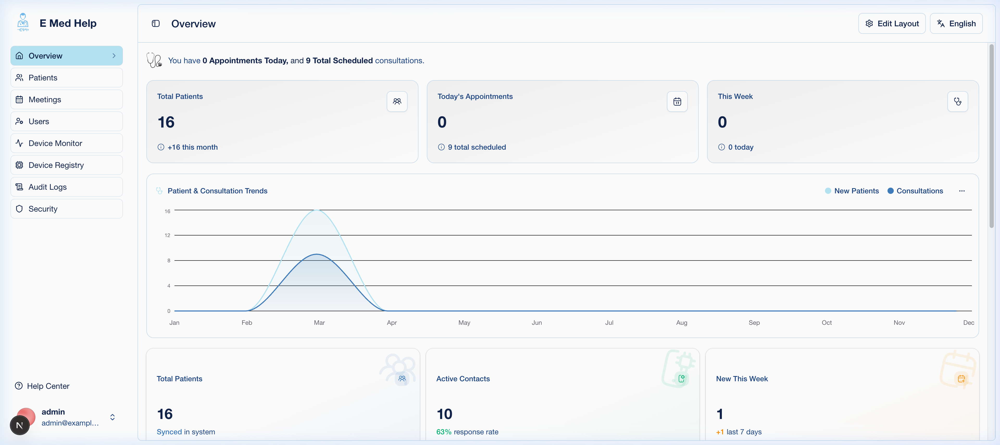 E Med Help
Overview
Patients
Meetings
Users
Device Monitor
Device Registry
Audit Logs
Security
Help Center
admin
admin@exampl...
N
Overview
Edit Layout
English
You have 0 Appointments Today, and 9 Total Scheduled consultations.
Total Patients
16
+16 this month
Today's Appointments
17
0
9 total scheduled
This Week
0
0 today
Patient & Consultation Trends
New Patients
Consultations
16
12
8
4
0
Jan Feb Mar Apr May Jun Jul Aug Sep Oct Nov Dec
Total Patients
16
Synced in system
Active Contacts
10
63% response rate
New This Week
1
+1 last 7 days